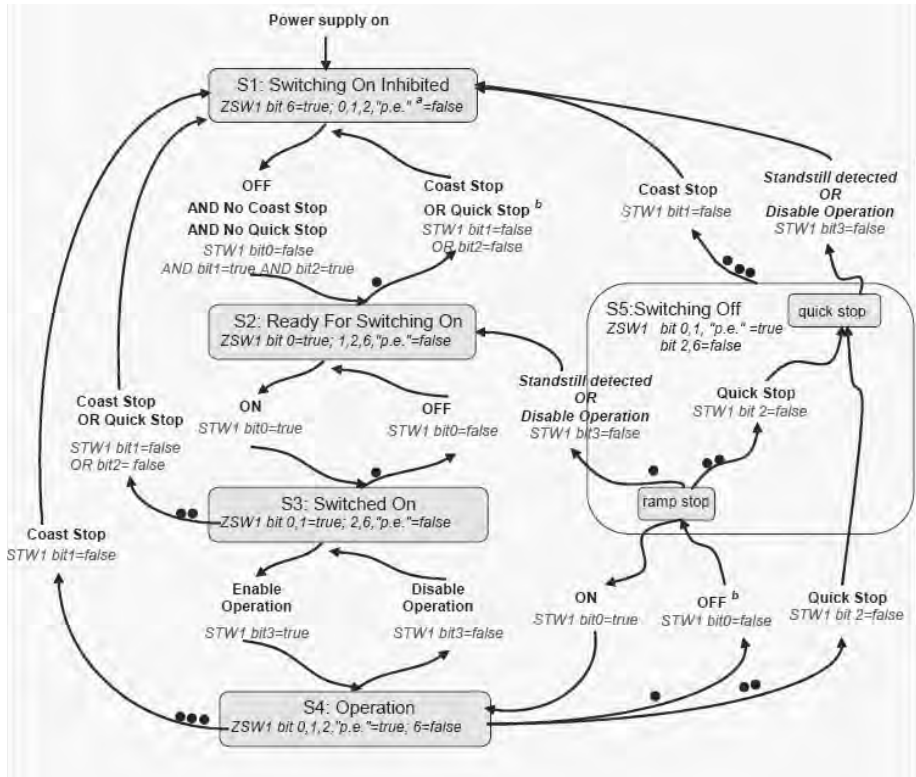 Power supply on
S1: Switching On Inhibited
ZSW1 bit 6=true; 0,1,2,"p.e." a =false
OFF
AND No Coast Stop
AND No Quick Stop
STW1 bit0=false
AND bit1=true AND bit2=true
Coast Stop
OR Quick Stop b
STW1 bit1=false
OR bit2=false
Coast Stop
STW1 bit1=false
Standstill detected
OR
Disable Operation
STW1 bit3=false
S2: Ready For Switching On
ZSW1 bit 0=true; 1,2,6,"p.e."=false
S5:Switching Off
ZSW1 bit 0,1, "p.e." =true
bit 2,6=false
quick stop
Coast Stop
OR Quick Stop
STW1 bit1=false
OR bit2= false
ON
STW1 bit0=true
OFF
STW1 bit0=false
Standstill detected
OR
Disable Operation
STW1 bit3=false
Quick Stop
STW1 bit 2=false
S3: Switched On
ZSW1 bit 0,1=true; 2,6,"p.e."=false
ramp stop
Coast Stop
STW1 bit1=false
Enable
Operation
STW1 bit3=true
Disable
Operation
STW1 bit3=false
ON
STW1 bit0=true
OFF b
STW1 bit0=false
Quick Stop
STW1 bit 2=false
S4: Operation
ZSW1 bit 0,1,2,"p.e."=true; 6=false